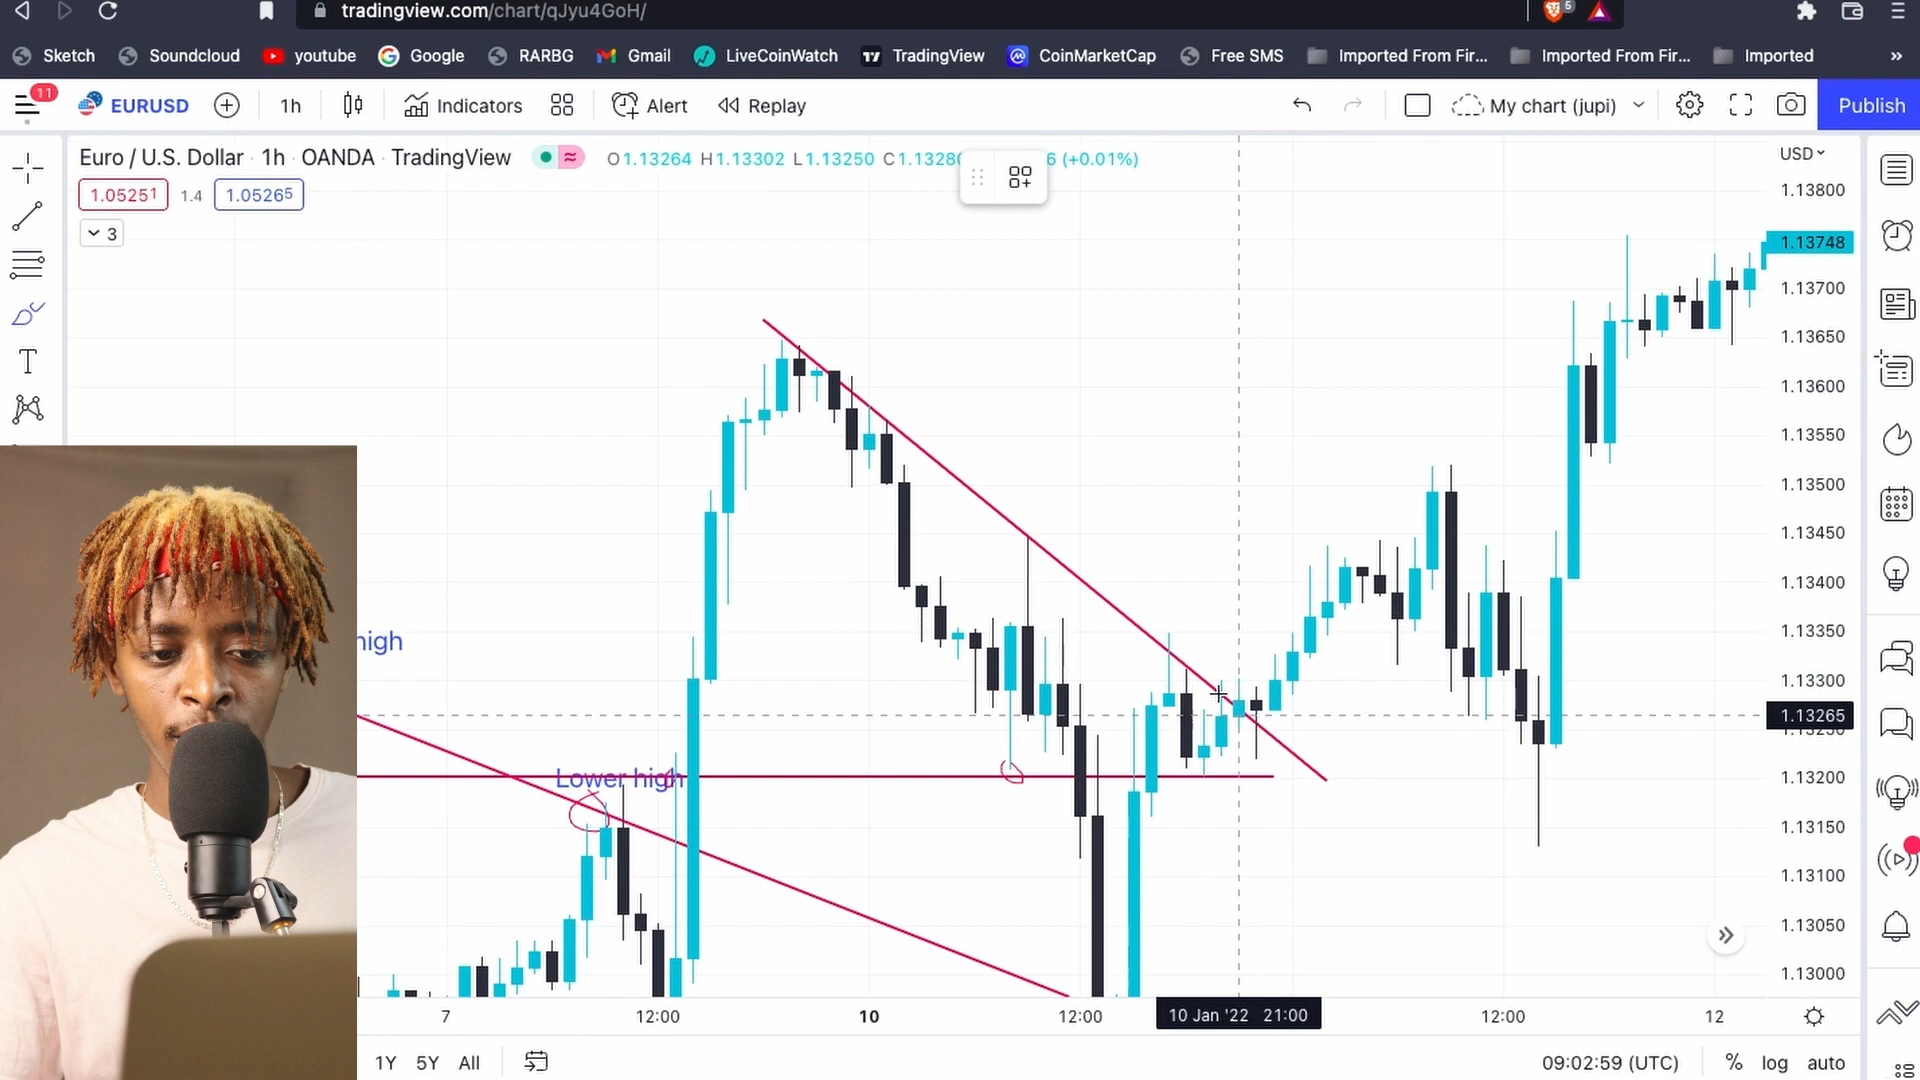 tradingview.com/chart/qJyu4GoH/
5
Sketch Soundcloud youtube Google RARBG Gmail LiveCoinWatch TradingView CoinMarketCap Free SMS Imported From Fir... Imported From Fir... Imported »
11 EURUSD 1h Indicators Alert Replay My chart (jupi) Publish
Euro / U.S. Dollar · 1h · OANDA · TradingView O1.13264 H1.13302 L1.13250 C1.13280 6 (+0.01%)
USD
1.05251 1.4 1.05265
3
1.13800
1.13748
1.13700
1.13650
1.13600
1.13550
1.13500
1.13450
1.13400
1.13350
1.13300
1.13265
1.13200
1.13150
1.13100
1.13050
1.13000
high
Lower high
7 12:00 10 12:00 10 Jan '22 21:00 12:00 12
1Y 5Y All 09:02:59 (UTC) % log auto